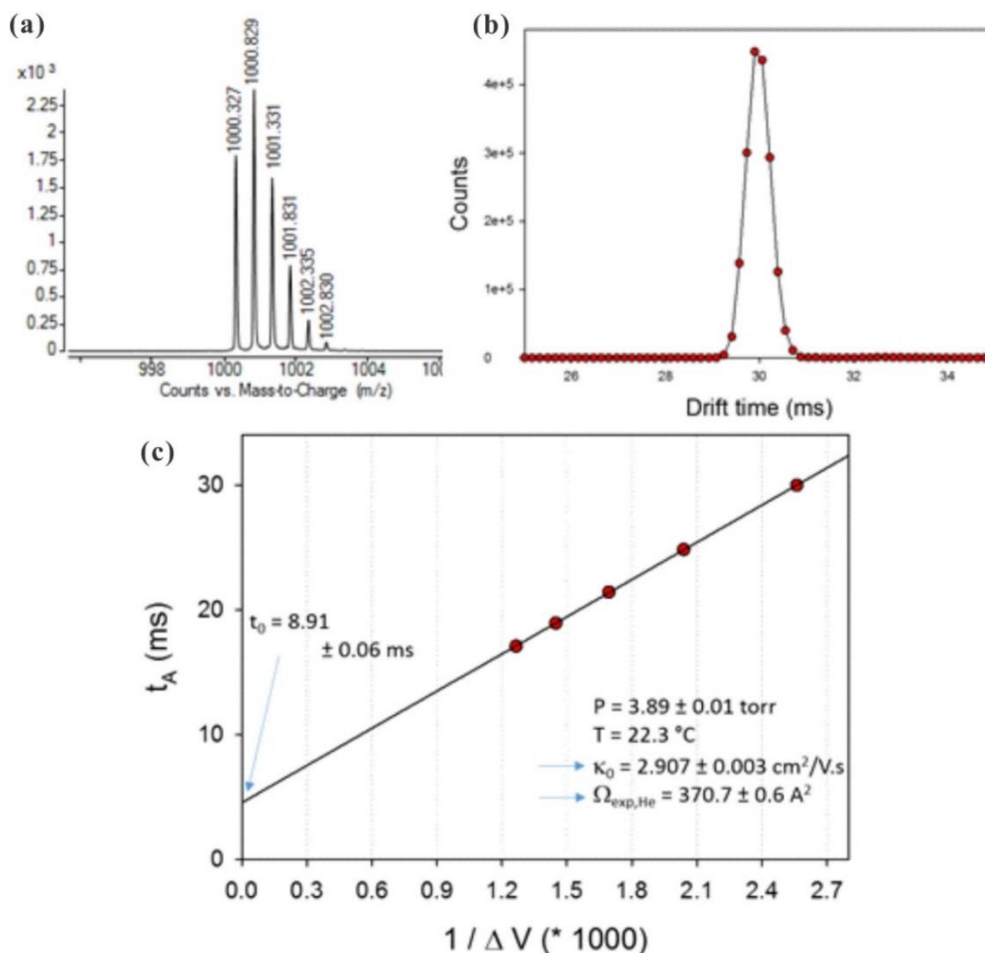 (a)
x10 3
2.25
2
1.75
1.5
1.25
1
0.75
0.5
0.25
0
1000.327
1000.829
1001.331
1001.831
1002.335
1002.830
998 1000 1002 1004
Counts vs. Mass-to-Charge (m/z)
(b)
Counts
4e+5
3e+5
2e+5
1e+5
0
26 28 30 32 34
Drift time (ms)
(c)
tA (ms)
30
20
10
0
t0 = 8.91
± 0.06 ms
P = 3.89 ± 0.01 torr
T = 22.3 °C
κ0 = 2.907 ± 0.003 cm²/V.s
Ωexp,He = 370.7 ± 0.6 A²
0.0 0.3 0.6 0.9 1.2 1.5 1.8 2.1 2.4 2.7
1 / Δ V (* 1000)